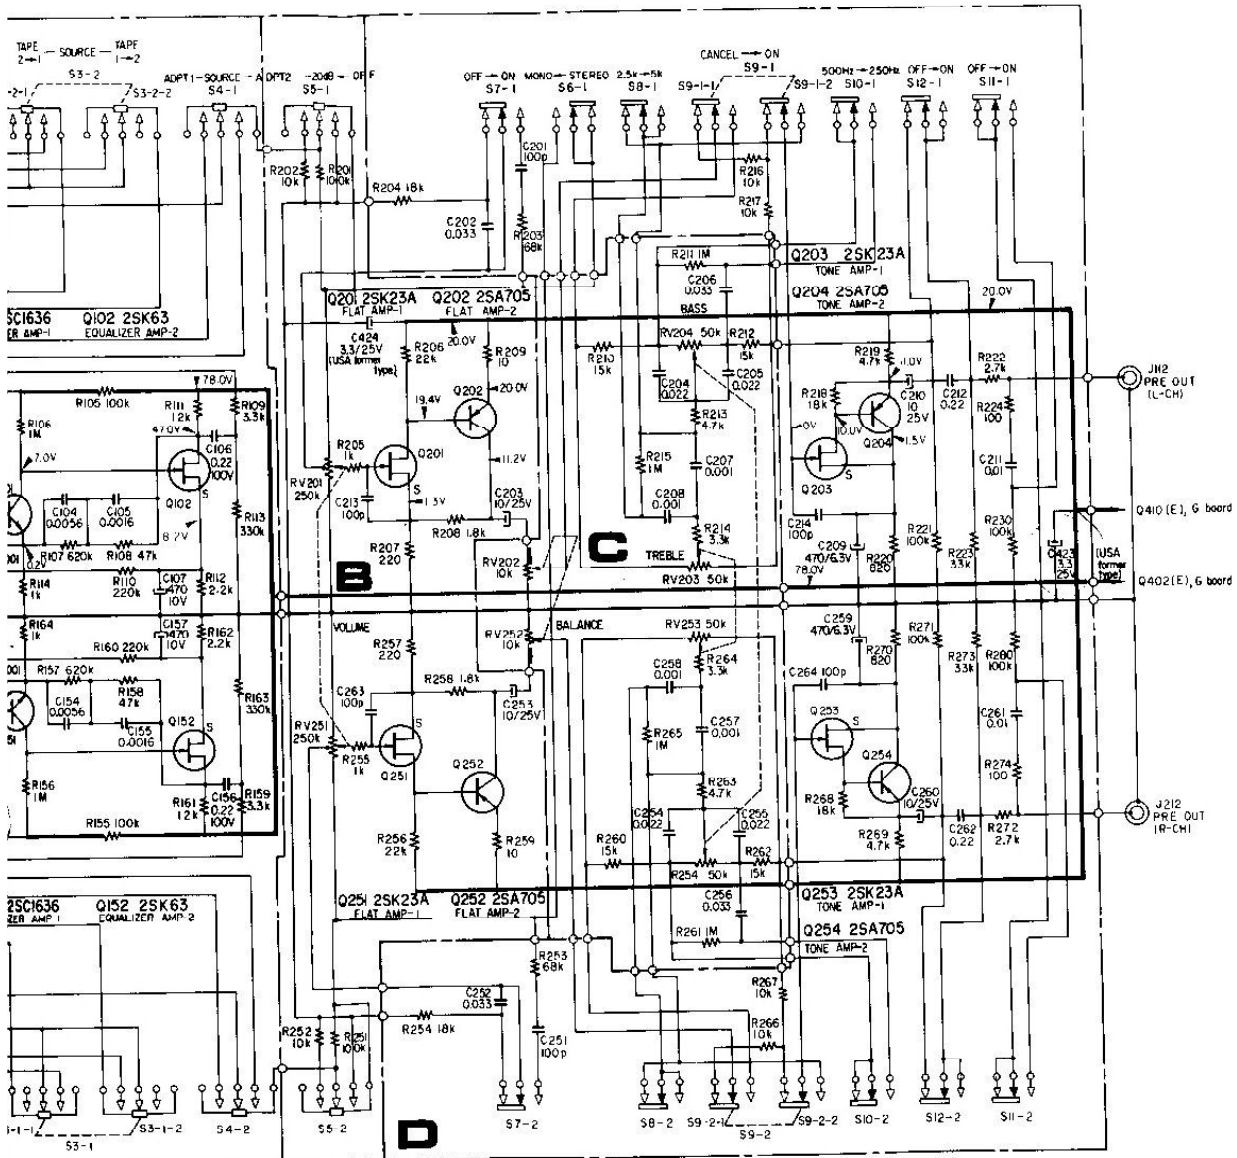 TAPE
2→1 — SOURCE — TAPE
1→2
S3-2
-2-1
S3-2-2
ADPT1-SOURCE-ADPT2
S4-1
-20dB → OFF
S5-1
OFF → ON
S7-1
MONO → STEREO
S6-1
2.5k → 5k
S8-1
CANCEL → ON
S9-1
S9-1-1
S9-1-2
500Hz → 250Hz
S10-1
OFF → ON
S12-1
OFF → ON
S11-1
C201
100p
R202
10k
R201
R204 18k
C202
0.033
R203
68k
R216
10k
R217
10k
R211 1M
C206
0.033
Q203 2SK23A
TONE AMP-1
Q204 2SA705
TONE AMP-2
20.0V
Q201 2SK23A
FLAT AMP-1
Q202 2SA705
FLAT AMP-2
2SC1636
ER AMP-1
Q102 2SK63
EQUALIZER AMP-2
C424
3.3/25V
(USA former
type)
R206
22k
20.0V
R209
10
BASS
RV204 50k
R212
15k
R210
15k
C204
0.022
C205
0.022
R219
4.7k
R222
2.7k
J112
PRE OUT
(L-CH)
78.0V
R105 100k
R111
1.2k
R109
3.3k
R106
1M
47.0V
7.0V
C106
0.22
100V
Q102
S
C104
0.0056
C105
0.0016
R107 620k
R108 47k
8.2V
0.2V
R113
330k
Q202
20.0V
19.4V
11.2V
R205
1k
Q201
S
RV201
250k
C213
100p
1.3V
C203
10/25V
R208 1.8k
R207
220
RV202
10k
R213
4.7k
R215
1M
C207
0.001
C208
0.001
R214
3.3k
TREBLE
RV203 50k
R218
18k
C210
10
25V
C212
0.22
R224
100
10.0V
Q204
1.5V
Q203
C211
0.01
C214
100p
C209
470/6.3V
R220
820
R221
100k
R223
33k
R230
100k
C423
3.3
25V
(USA
former
type)
Q410(E), G board
Q402(E), G board
78.0V
B
C
R114
1k
R110
220k
C107
470
10V
R112
2.2k
R164
1k
C157
470
10V
R162
2.2k
R160 220k
R157 620k
R158
47k
C154
0.0056
C155
0.0016
Q152
S
R163
330k
R156
1M
R161
1.2k
C156
0.22
100V
R159
3.3k
R155 100k
VOLUME
R257
220
RV252
10k
BALANCE
RV253 50k
R258 1.8k
C263
100p
C253
10/25V
RV251
250k
R255
1k
S
Q251
Q252
R256
22k
R259
10
C258
0.001
R264
3.3k
R265
1M
C257
0.001
R263
4.7k
C254
0.022
C255
0.022
R260
15k
R262
15k
R254
50k
C256
0.033
R261 1M
C259
470/6.3V
R270
820
R271
100k
R273
33k
R280
100k
C264 100p
Q253
S
Q254
C261
0.01
R274
100
R268
18k
C260
10/25V
R269
4.7k
C262
0.22
R272
2.7k
J212
PRE OUT
(R-CH)
2SC1636
ZER AMP 1
Q152 2SK63
EQUALIZER AMP-2
Q251 2SK23A
FLAT AMP-1
Q252 2SA705
FLAT AMP-2
Q253 2SK23A
TONE AMP-1
Q254 2SA705
TONE AMP-2
R253
68k
C252
0.033
R254 18k
C251
100p
R252
10k
R251
R267
10k
R266
10k
S3-1-2
S3-1
S4-2
S5-2
D
S7-2
S8-2
S9-2-1
S9-2
S9-2-2
S10-2
S12-2
S11-2